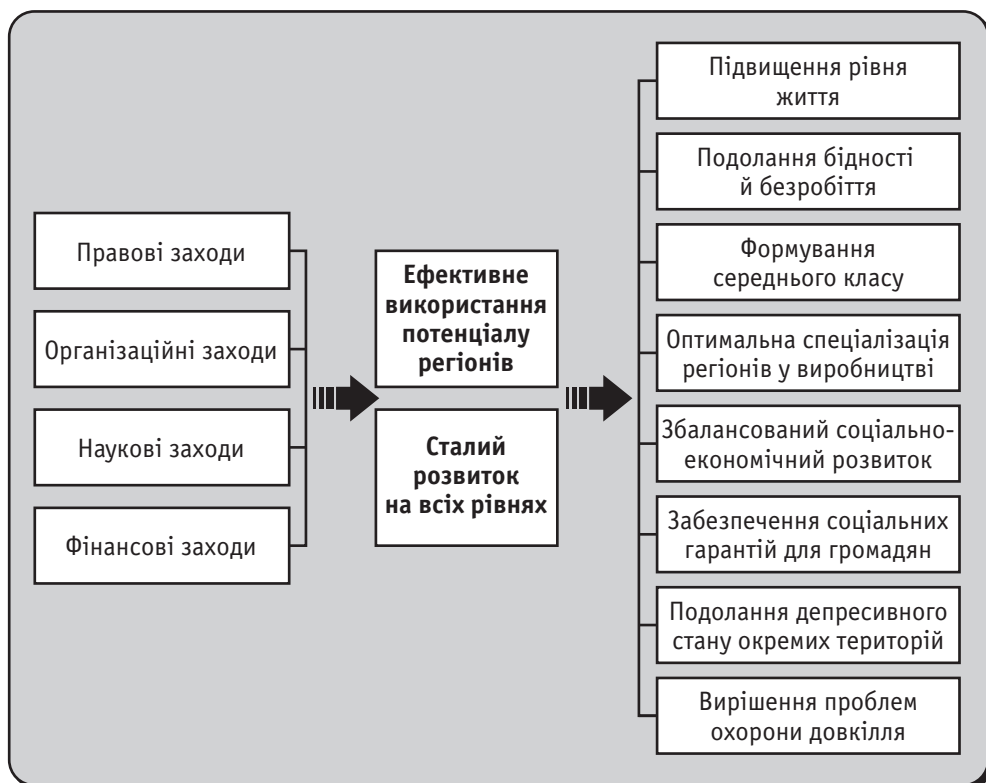 Правові заходи
Організаційні заходи
Наукові заходи
Фінансові заходи
Ефективне
використання
потенціалу
регіонів
Сталий
розвиток
на всіх рівнях
Підвищення рівня
життя
Подолання бідності
й безробіття
Формування
середнього класу
Оптимальна спеціалізація
регіонів у виробництві
Збалансований соціально-
економічний розвиток
Забезпечення соціальних
гарантій для громадян
Подолання депресивного
стану окремих територій
Вирішення проблем
охорони довкілля